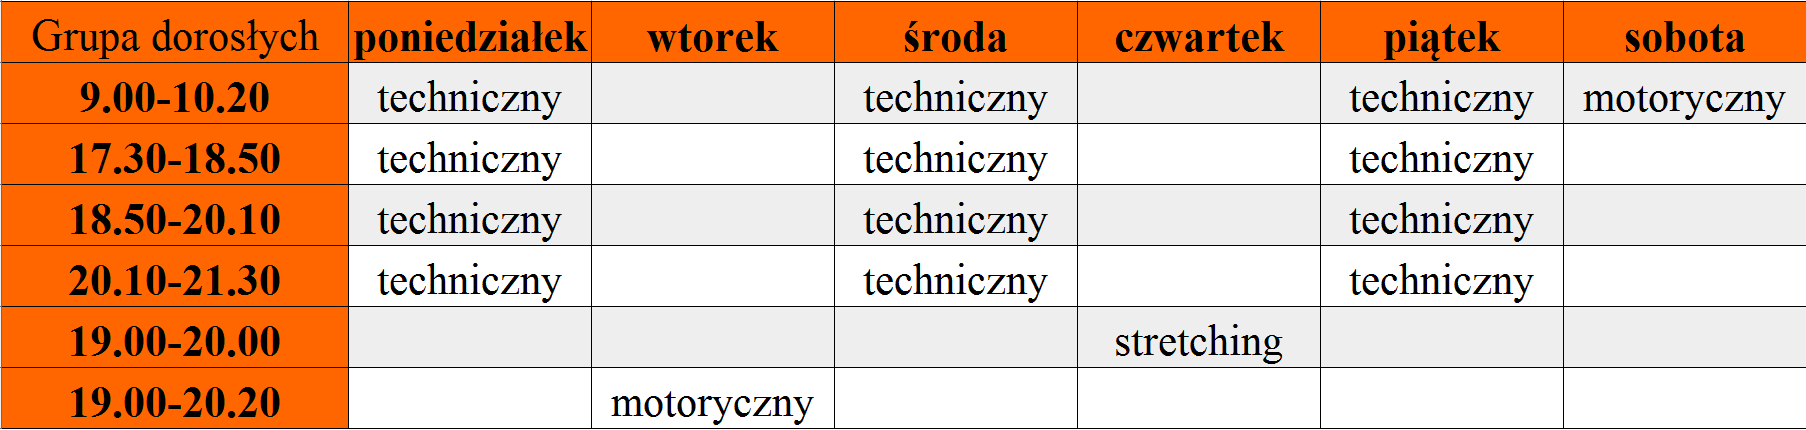 Grupa dorosłych poniedziałek wtorek środa czwartek piątek sobota
9.00-10.20 techniczny techniczny techniczny motoryczny
17.30-18.50 techniczny techniczny techniczny
18.50-20.10 techniczny techniczny techniczny
20.10-21.30 techniczny techniczny techniczny
19.00-20.00 stretching
19.00-20.20 motoryczny